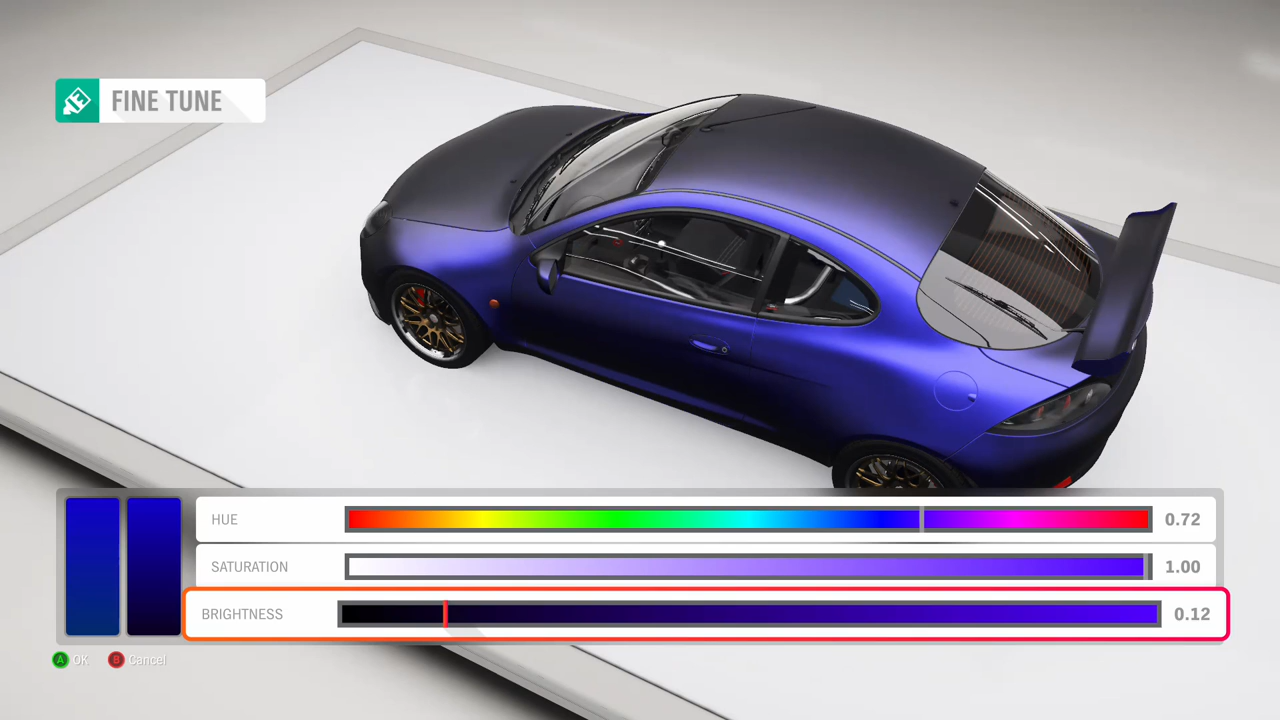 FINE TUNE
HUE 0.72
SATURATION 1.00
BRIGHTNESS 0.12
A OK B Cancel